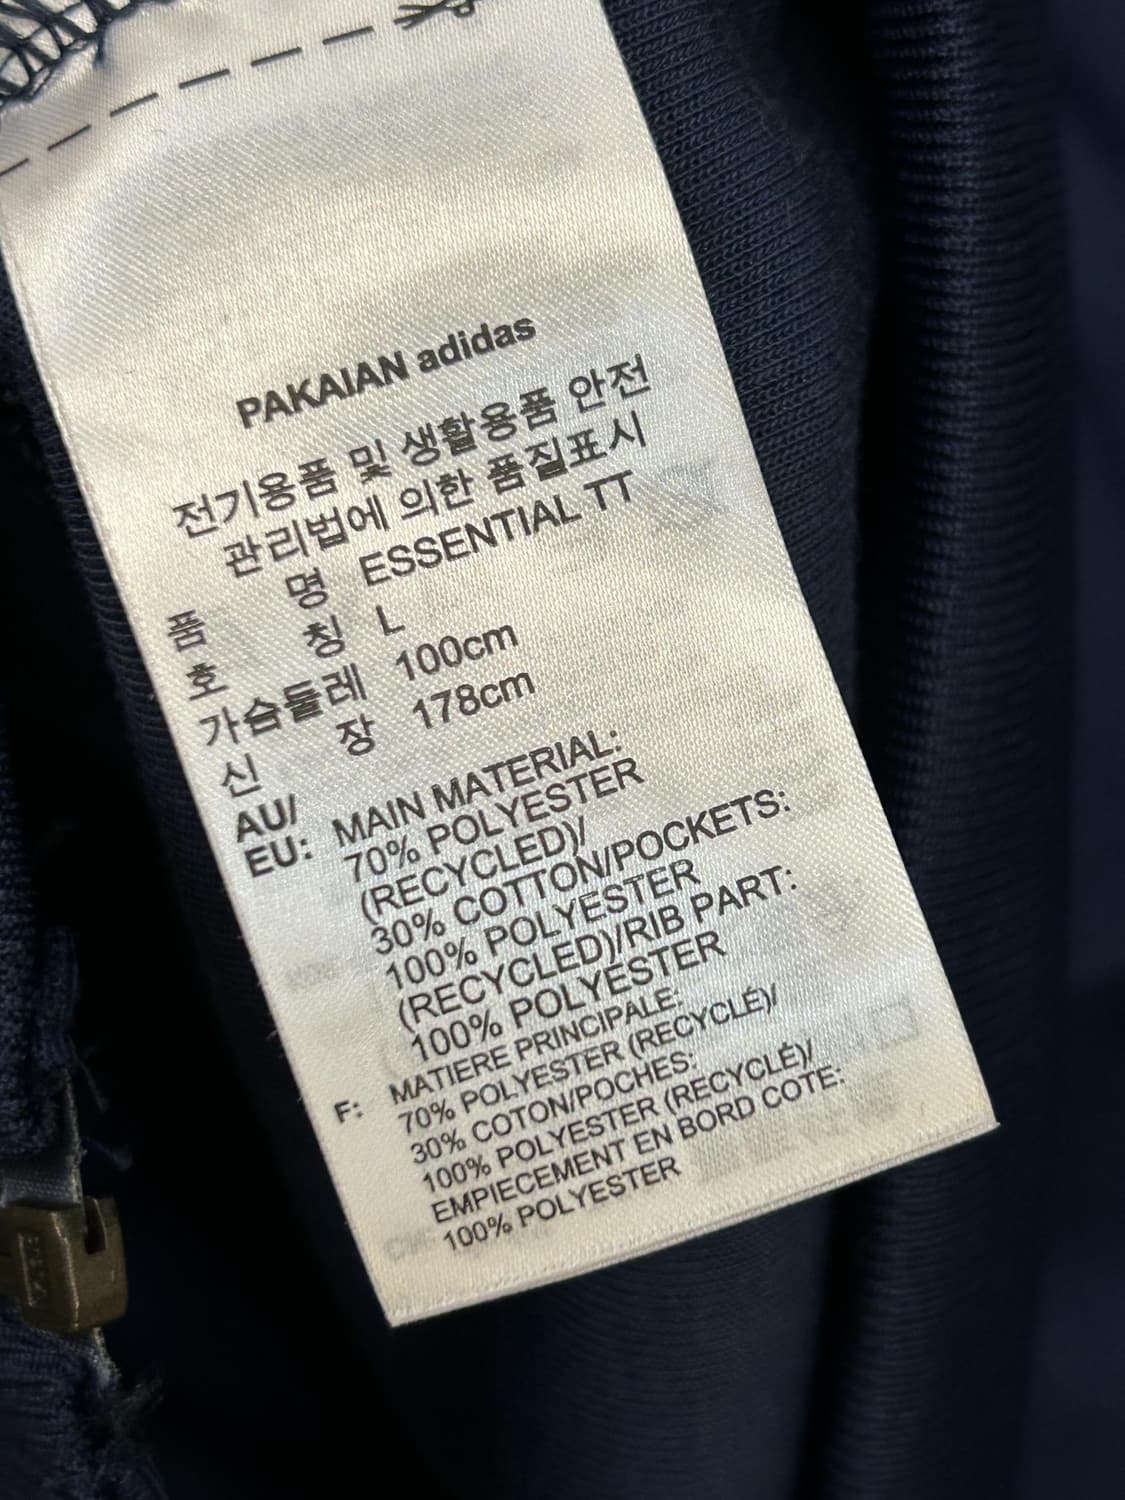 PAKAIAN adidas
전기용품 및 생활용품 안전
관리법에 의한 품질표시
품 명 ESSENTIAL TT
호 칭 L
가슴둘레 100cm
신 장 178cm
AU/
EU: MAIN MATERIAL:
70% POLYESTER
(RECYCLED)/
30% COTTON/POCKETS:
100% POLYESTER
(RECYCLED)/RIB PART:
100% POLYESTER
F: MATIERE PRINCIPALE:
70% POLYESTER (RECYCLÉ)/
30% COTON/POCHES:
100% POLYESTER (RECYCLÉ)/
EMPIECEMENT EN BORD COTE:
100% POLYESTER